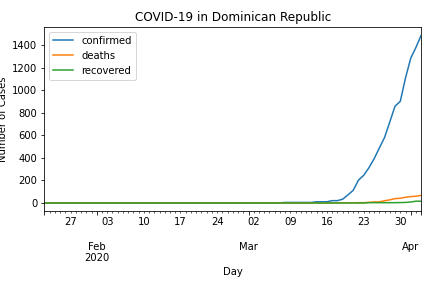 COVID-19 in Dominican Republic
confirmed
deaths
recovered
1400
1200
1000
800
600
400
200
0
Number of Cases
27 03 10 17 24 02 09 16 23 30
Feb Mar Apr
2020
Day